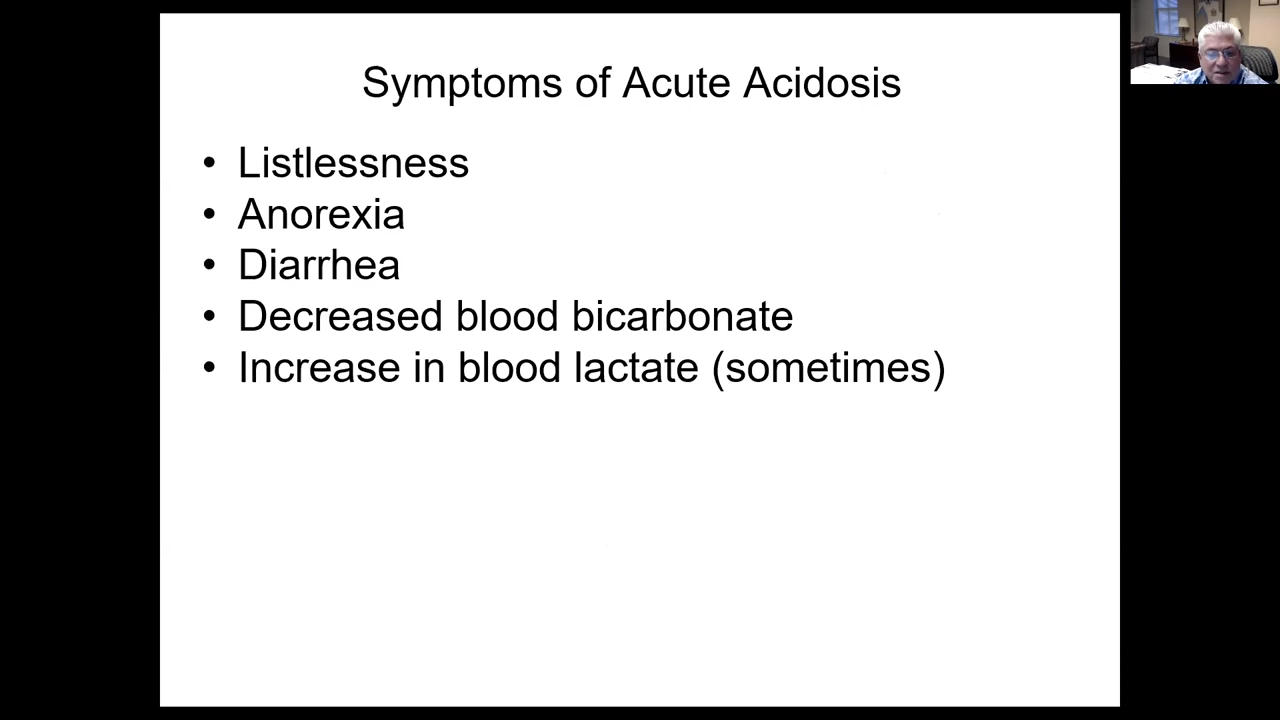 Symptoms of Acute Acidosis
• Listlessness
• Anorexia
• Diarrhea
• Decreased blood bicarbonate
• Increase in blood lactate (sometimes)